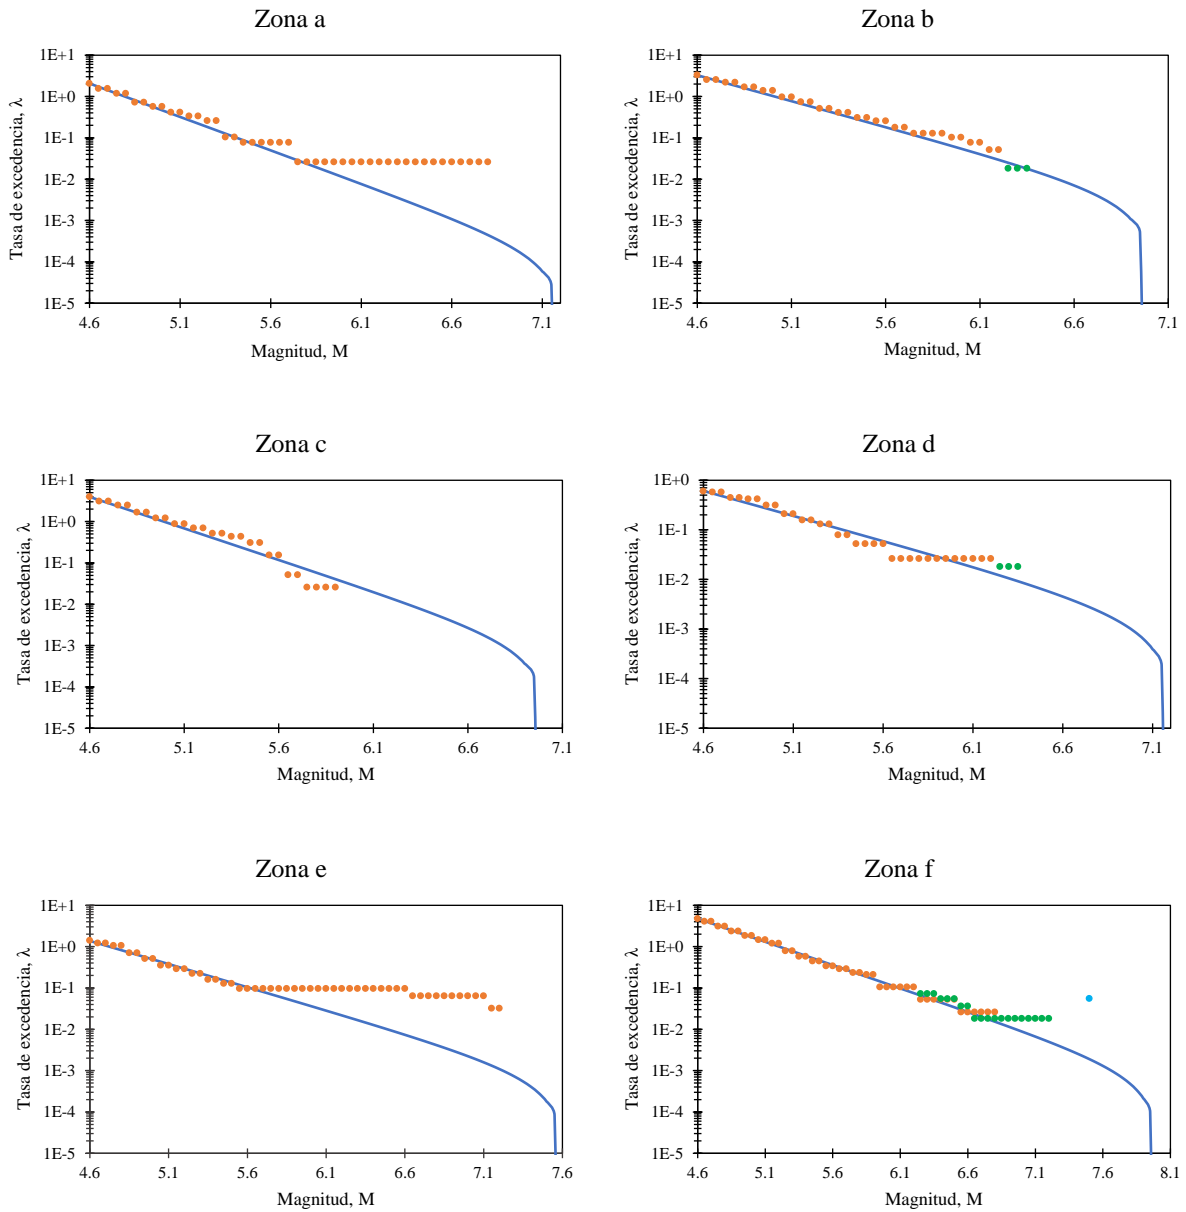 Zona a
1E+1
1E+0
1E-1
1E-2
1E-3
1E-4
1E-5
4.6 5.1 5.6 6.1 6.6 7.1
Tasa de excedencia, λ
Magnitud, M
Zona b
1E+1
1E+0
1E-1
1E-2
1E-3
1E-4
1E-5
4.6 5.1 5.6 6.1 6.6 7.1
Tasa de excedencia, λ
Magnitud, M
Zona c
1E+1
1E+0
1E-1
1E-2
1E-3
1E-4
1E-5
4.6 5.1 5.6 6.1 6.6 7.1
Tasa de excedencia, λ
Magnitud, M
Zona d
1E+0
1E-1
1E-2
1E-3
1E-4
1E-5
4.6 5.1 5.6 6.1 6.6 7.1
Tasa de excedencia, λ
Magnitud, M
Zona e
1E+1
1E+0
1E-1
1E-2
1E-3
1E-4
1E-5
4.6 5.1 5.6 6.1 6.6 7.1 7.6
Tasa de excedencia, λ
Magnitud, M
Zona f
1E+1
1E+0
1E-1
1E-2
1E-3
1E-4
1E-5
4.6 5.1 5.6 6.1 6.6 7.1 7.6 8.1
Tasa de excedencia, λ
Magnitud, M